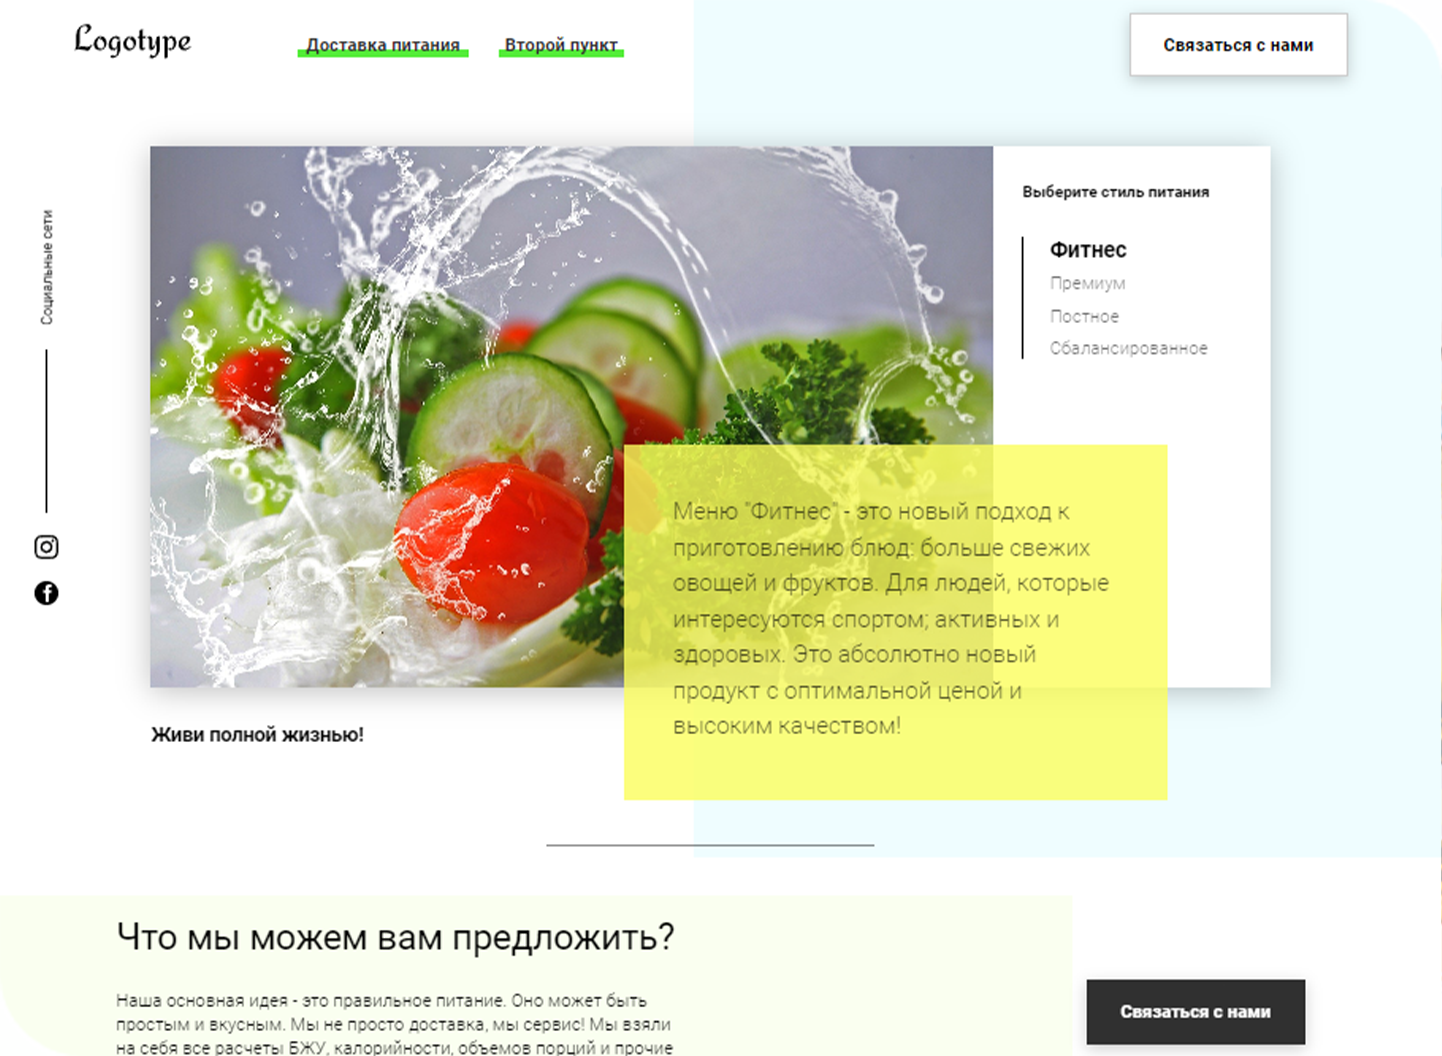 Logotype
Доставка питания
Второй пункт
Связаться с нами
Социальные сети
Выберите стиль питания
Фитнес
Премиум
Постное
Сбалансированное
Меню "Фитнес" - это новый подход к
приготовлению блюд: больше свежих
овощей и фруктов. Для людей, которые
интересуются спортом; активных и
здоровых. Это абсолютно новый
продукт с оптимальной ценой и
высоким качеством!
Живи полной жизнью!
Что мы можем вам предложить?
Наша основная идея - это правильное питание. Оно может быть
простым и вкусным. Мы не просто доставка, мы сервис! Мы взяли
на себя все расчеты БЖУ, калорийности, объемов порций и прочие
Связаться с нами